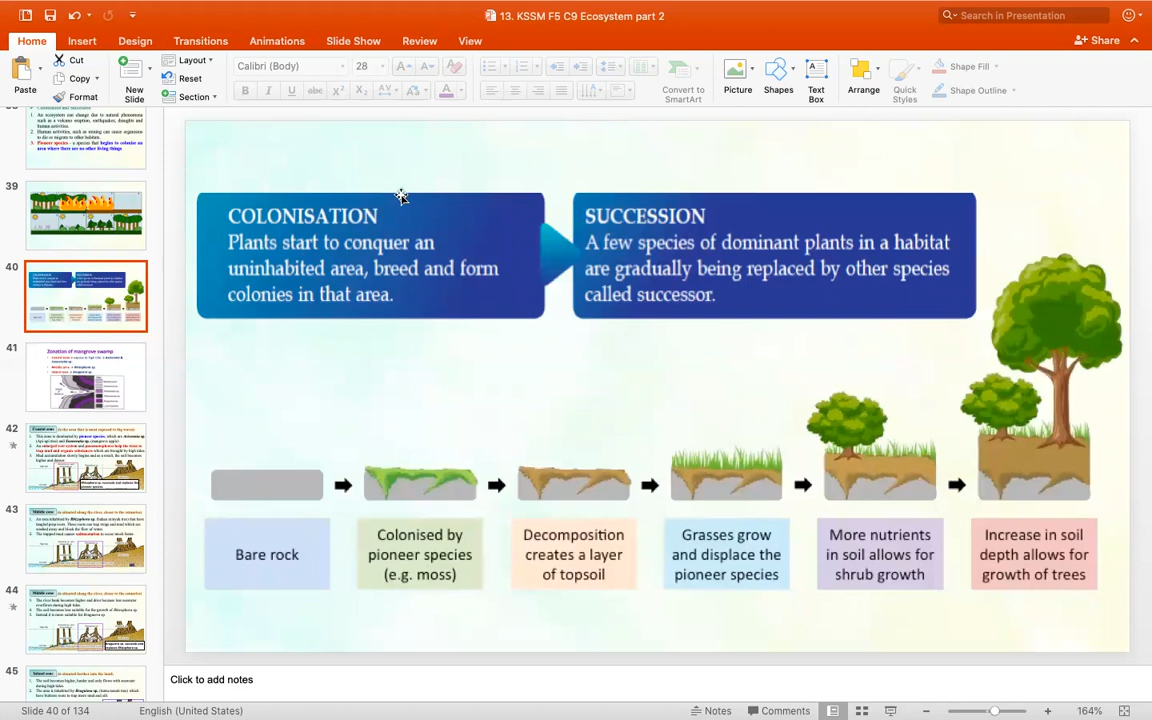 13. KSSM F5 C9 Ecosystem part 2
Search in Presentation
Home Insert Design Transitions Animations Slide Show Review View
Share
Paste
Cut
Copy
Format
New
Slide
Layout
Reset
Section
Calibri (Body) 28
Convert to
SmartArt
Picture
Shapes
Text
Box
Arrange
Quick
Styles
Shape Fill
Shape Outline
39
40
41
Zonation of mangrove swamp
42
43
44
45
COLONISATION
Plants start to conquer an
uninhabited area, breed and form
colonies in that area.
SUCCESSION
A few species of dominant plants in a habitat
are gradually being replaced by other species
called successor.
Bare rock
Colonised by
pioneer species
(e.g. moss)
Decomposition
creates a layer
of topsoil
Grasses grow
and displace the
pioneer species
More nutrients
in soil allows for
shrub growth
Increase in soil
depth allows for
growth of trees
Click to add notes
Slide 40 of 134 English (United States) Notes Comments 164%